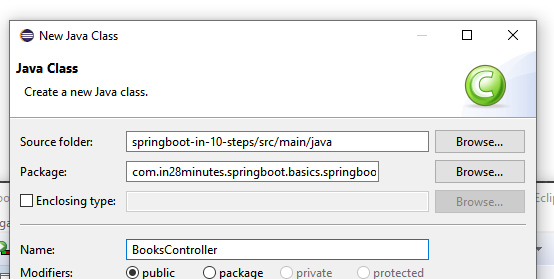 New Java Class
Java Class
Create a new Java class.
Source folder: springboot-in-10-steps/src/main/java Browse...
Package: com.in28minutes.springboot.basics.springboo Browse...
Enclosing type: Browse...
Eclip
Name: BooksController
Modifiers: public package private protected